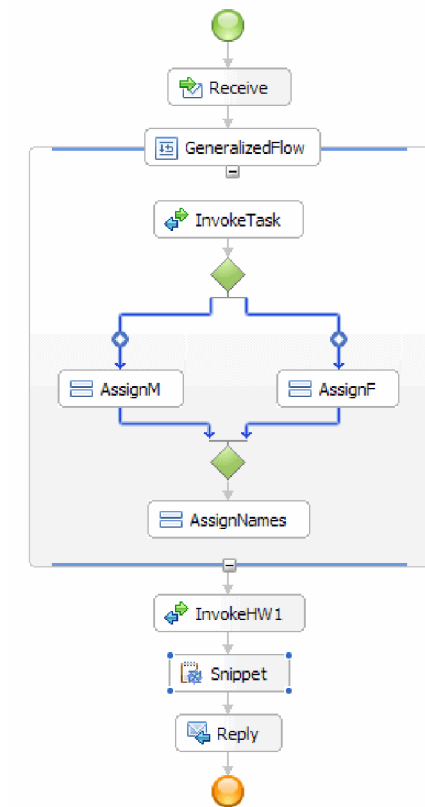 Receive
GeneralizedFlow
InvokeTask
AssignM
AssignF
AssignNames
InvokeHW1
Snippet
Reply